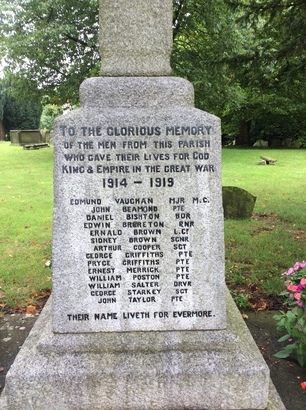 TO THE GLORIOUS MEMORY
OF THE MEN FROM THIS PARISH
WHO GAVE THEIR LIVES FOR GOD
KING & EMPIRE IN THE GREAT WAR
1914 - 1919
EDMUND VAUGHAN MJR M.C.
JOHN BEAMOND PTE
DANIEL BISHTON BDR
EDWIN BRERETON RNR
ERNALD BROWN L.CT
SIDNEY BROWN SGNR
ARTHUR COOPER SGT
GEORGE GRIFFITHS PTE
PRYCE GRIFFITHS PTE
ERNEST MERRICK PTE
WILLIAM POSTON PTE
WILLIAM SALTER DRVR
GEORGE STARKEY SGT
JOHN TAYLOR PTE
THEIR NAME LIVETH FOR EVERMORE.